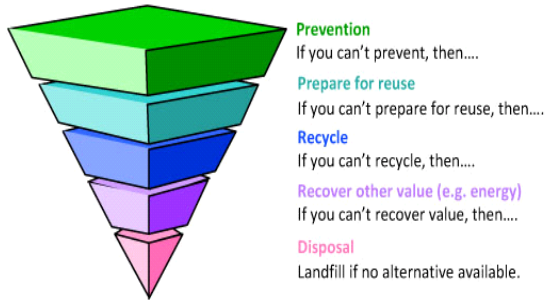 Prevention
If you can't prevent, then....
Prepare for reuse
If you can't prepare for reuse, then....
Recycle
If you can't recycle, then....
Recover other value (e.g. energy)
If you can't recover value, then....
Disposal
Landfill if no alternative available.